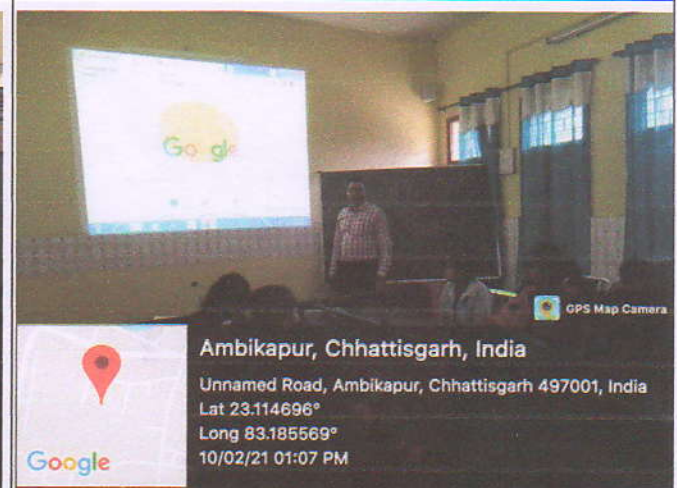 Google
GPS Map Camera
Ambikapur, Chhattisgarh, India
Unnamed Road, Ambikapur, Chhattisgarh 497001, India
Lat 23.114696°
Long 83.185569°
10/02/21 01:07 PM
Google